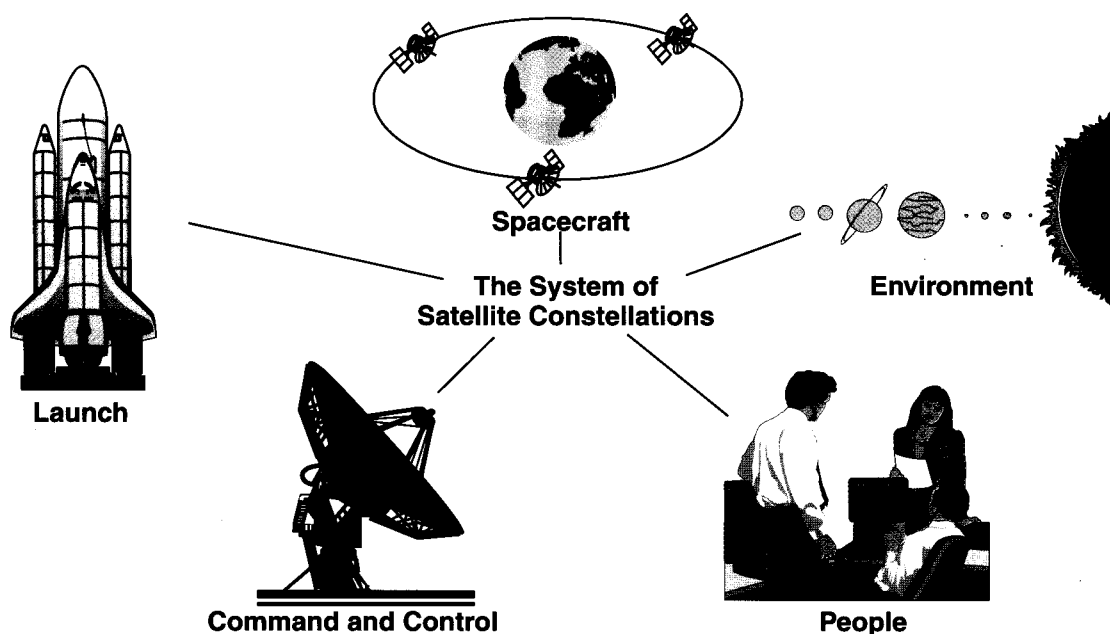 Spacecraft
The System of
Satellite Constellations
Environment
Launch
Command and Control
People